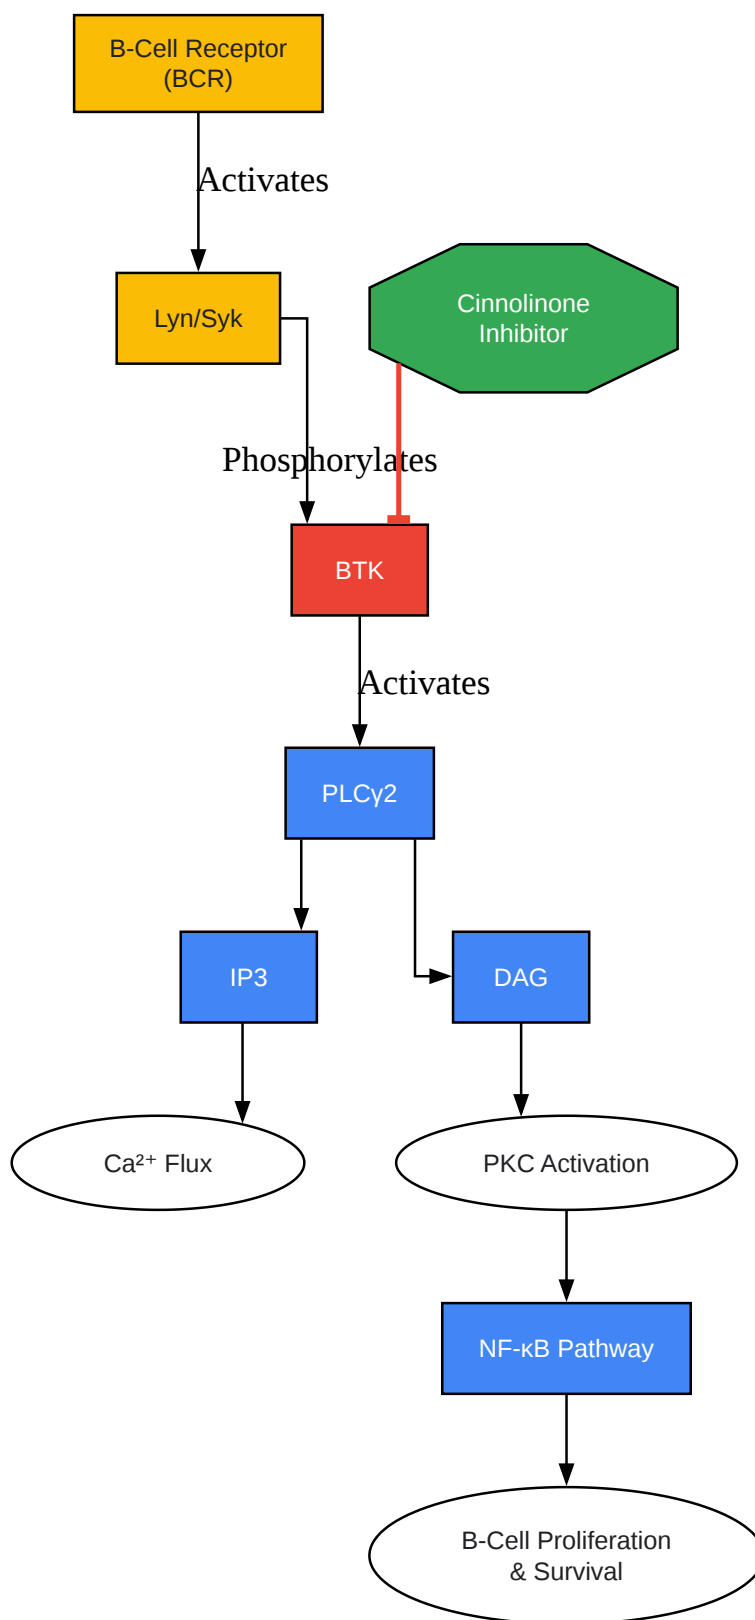 B-Cell Receptor
(BCR)
Activates
Lyn/Syk
Cinnolinone
Inhibitor
Phosphorylates
BTK
Activates
PLCγ2
IP3
DAG
Ca²⁺ Flux
PKC Activation
NF-κB Pathway
B-Cell Proliferation
& Survival